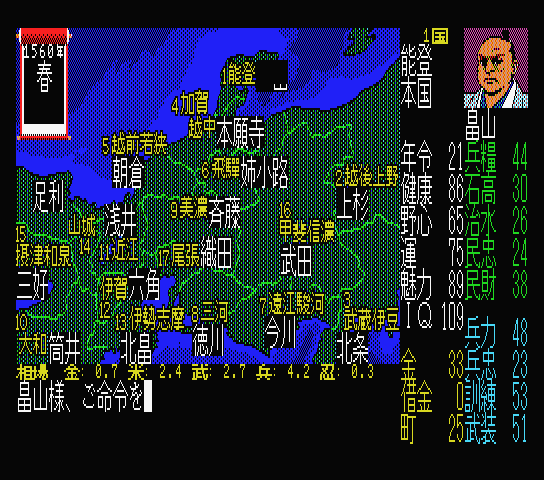 1560年
春
1能登
山
4加賀
越中
本願寺
5越前若狭
朝倉
6飛騨
姉小路
2越後上野
上杉
足利
山城
14
浅井
11近江
9美濃
斉藤
16
甲斐信濃
武田
15
摂津和泉
三好
17尾張
織田
伊賀
12
六角
8三河
徳川
7遠江駿河
今川
3
武蔵伊豆
北条
10
大和
筒井
13伊勢志摩
北畠
1国
能登
本国
畠山
年令 21
健康 86
野心 65
運 75
魅力 89
IQ 109
兵糧 44
石高 30
治水 26
民忠 24
民財 38
金 33
借金 0
町 25
兵力 48
兵忠 23
訓練 53
武装 51
相場 金:0.7 米:2.4 武:2.7 兵:4.2 忍:0.3
畠山様、ご命令を